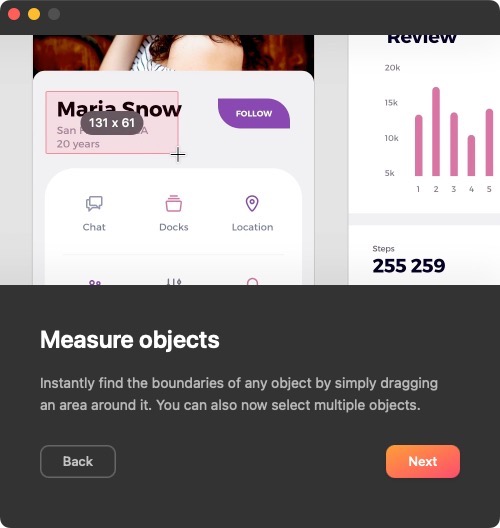 Review
Maria Snow
131 x 61
San F A
20 years
FOLLOW
Chat
Docks
Location
20k
15k
10k
5k
1 2 3 4 5
Steps
255 259
Measure objects
Instantly find the boundaries of any object by simply dragging
an area around it. You can also now select multiple objects.
Back
Next